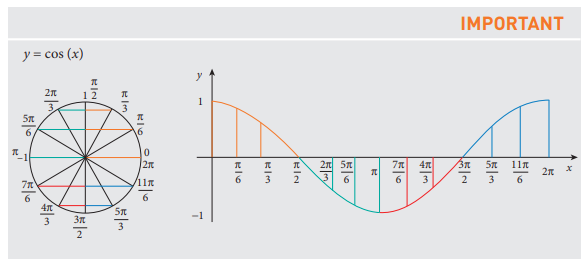 IMPORTANT
y = cos (x)
π/2
2π/3
1
π/3
5π/6
π/6
π
–1
0
2π
7π/6
11π/6
4π/3
3π/2
5π/3
y
1
π/6
π/3
π/2
2π/3
5π/6
π
7π/6
4π/3
3π/2
5π/3
11π/6
2π
x
–1